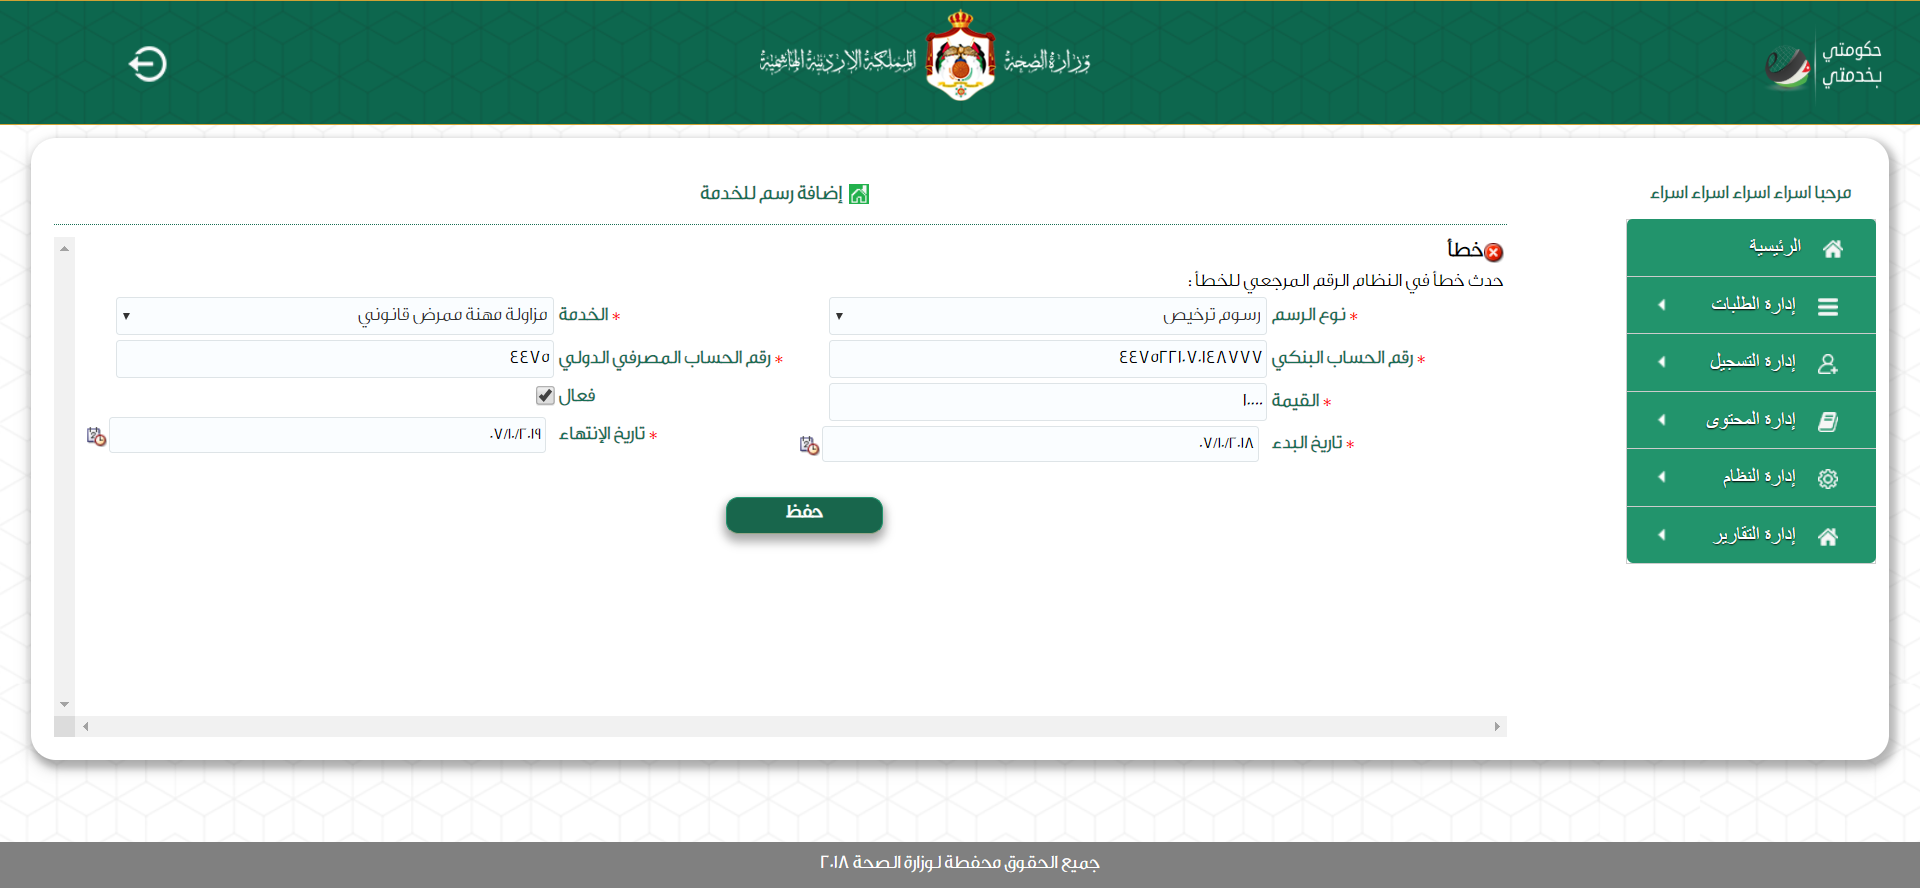 حكومتي
بخدمتي
وزارة الصحة
المملكة الاردنية الهاشمية
مرحبا اسراء اسراء اسراء اسراء
الرئيسية
إدارة الطلبات
إدارة التسجيل
إدارة المحتوى
إدارة النظام
إدارة التقارير
إضافة رسم للخدمة
خطأ
حدث خطأ في النظام الرقم المرجعي للخطأ :
* نوع الرسم رسوم ترخيص * الخدمة مزاولة مهنة ممرض قانوني
* رقم الحساب البنكي ٤٤٧٥٢٢١٠٧٠١٤٨٧٧٧ * رقم الحساب المصرفي الدولي ٤٤٧٥
* القيمة ١٠٠٠٠ فعال
* تاريخ البدء ٠٧/١٠/٢٠١٨ * تاريخ الإنتهاء ٠٧/١٠/٢٠١٩
حفظ
جميع الحقوق محفظة لوزارة الصحة ٢٠١٨